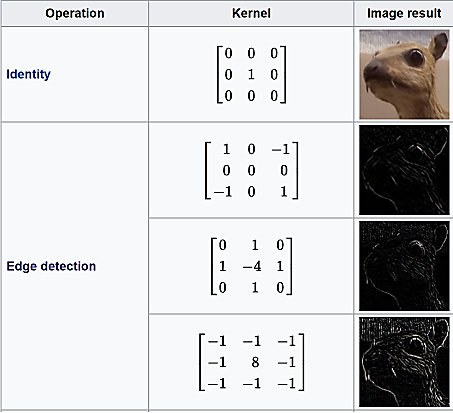 Operation Kernel Image result
Identity
0 0 0
0 1 0
0 0 0
1 0 −1
0 0 0
−1 0 1
Edge detection
0 1 0
1 −4 1
0 1 0
−1 −1 −1
−1 8 −1
−1 −1 −1